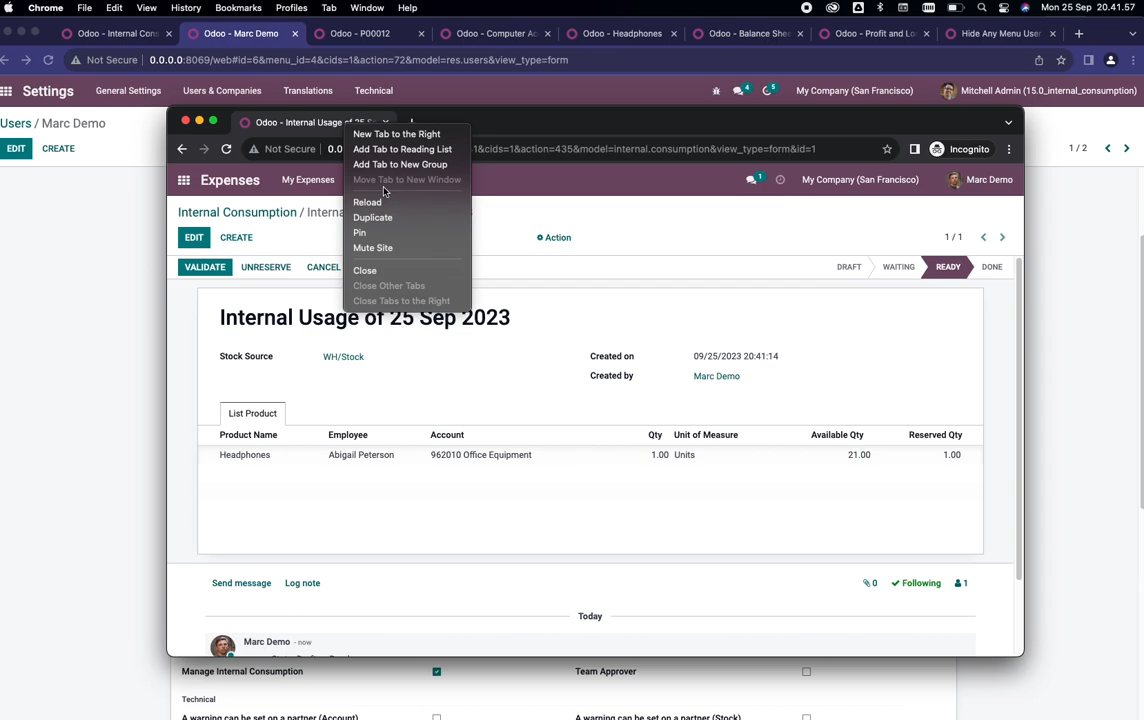 Chrome File Edit View History Bookmarks Profiles Tab Window Help Mon 25 Sep 20.41.57
Odoo - Internal Cons Odoo - Marc Demo Odoo - P00012 Odoo - Computer Ac Odoo - Headphones Odoo - Balance Shee Odoo - Profit and Lo Hide Any Menu User
Not Secure 0.0.0.0:8069/web#id=6&menu_id=4&cids=1&action=72&model=res.users&view_type=form
Settings General Settings Users & Companies Translations Technical 4 5 My Company (San Francisco) Mitchell Admin (15.0_internal_consumption)
Users / Marc Demo
EDIT CREATE 1 / 2
Odoo - Internal Usage of 25 Se
Not Secure 0.0. 1&cids=1&action=435&model=internal.consumption&view_type=form&id=1 Incognito
Expenses My Expenses 1 My Company (San Francisco) Marc Demo
New Tab to the Right
Add Tab to Reading List
Add Tab to New Group
Move Tab to New Window
Reload
Duplicate
Pin
Mute Site
Close
Close Other Tabs
Close Tabs to the Right
Internal Consumption / Interna
EDIT CREATE Action 1 / 1
VALIDATE UNRESERVE CANCEL DRAFT WAITING READY DONE
Internal Usage of 25 Sep 2023
Stock Source WH/Stock Created on 09/25/2023 20:41:14
Created by Marc Demo
List Product
Product Name Employee Account Qty Unit of Measure Available Qty Reserved Qty
Headphones Abigail Peterson 962010 Office Equipment 1.00 Units 21.00 1.00
Send message Log note 0 Following 1
Today
Marc Demo - now
Manage Internal Consumption Team Approver
Technical
A warning can be set on a partner (Account) A warning can be set on a partner (Stock)